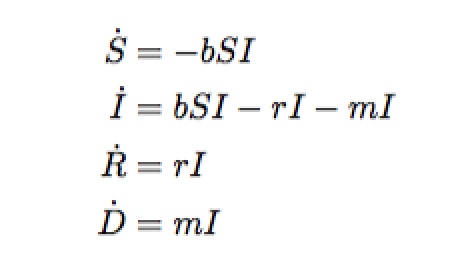 Ṡ = −bSI
İ = bSI − rI − mI
Ṙ = rI
Ḋ = mI